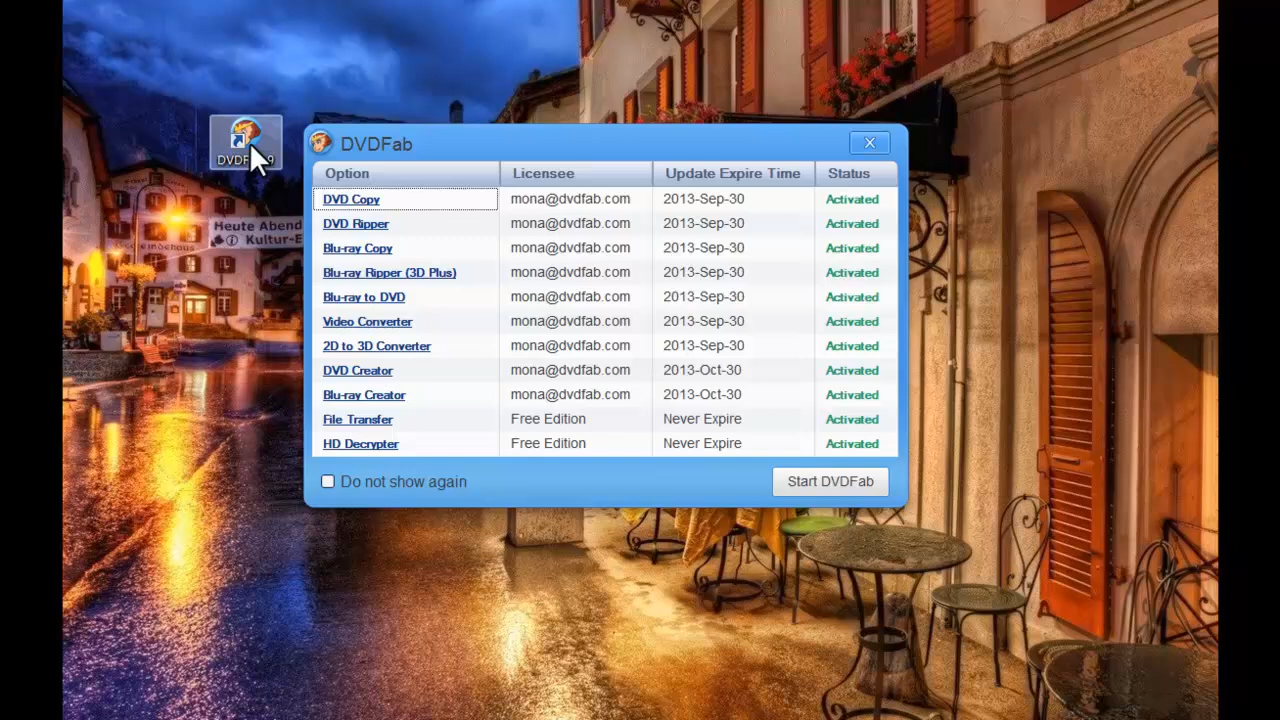 DVDFab
Option Licensee Update Expire Time Status
DVD Copy mona@dvdfab.com 2013-Sep-30 Activated
DVD Ripper mona@dvdfab.com 2013-Sep-30 Activated
Blu-ray Copy mona@dvdfab.com 2013-Sep-30 Activated
Blu-ray Ripper (3D Plus) mona@dvdfab.com 2013-Sep-30 Activated
Blu-ray to DVD mona@dvdfab.com 2013-Sep-30 Activated
Video Converter mona@dvdfab.com 2013-Sep-30 Activated
2D to 3D Converter mona@dvdfab.com 2013-Sep-30 Activated
DVD Creator mona@dvdfab.com 2013-Oct-30 Activated
Blu-ray Creator mona@dvdfab.com 2013-Oct-30 Activated
File Transfer Free Edition Never Expire Activated
HD Decrypter Free Edition Never Expire Activated
Do not show again Start DVDFab
Heute Abend